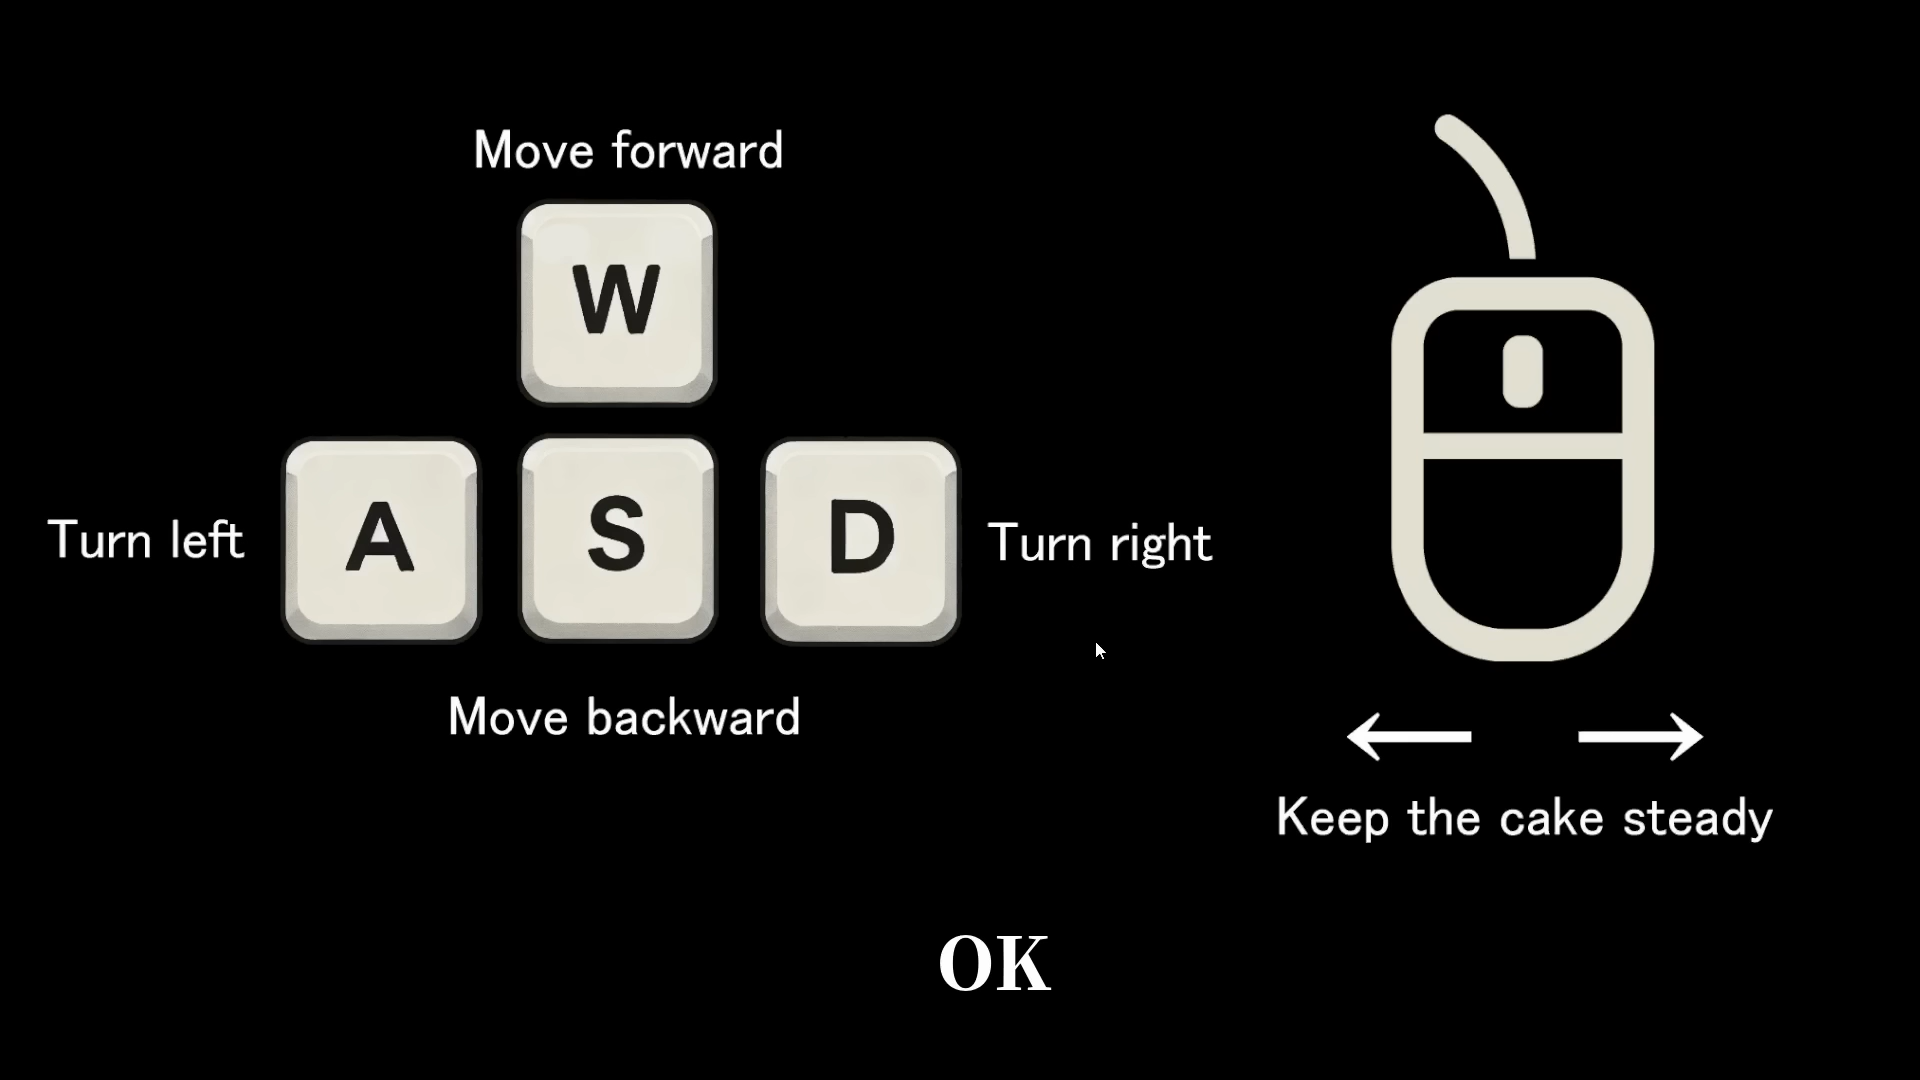 Move forward
W
Turn left
A
S
D
Turn right
Move backward
Keep the cake steady
OK